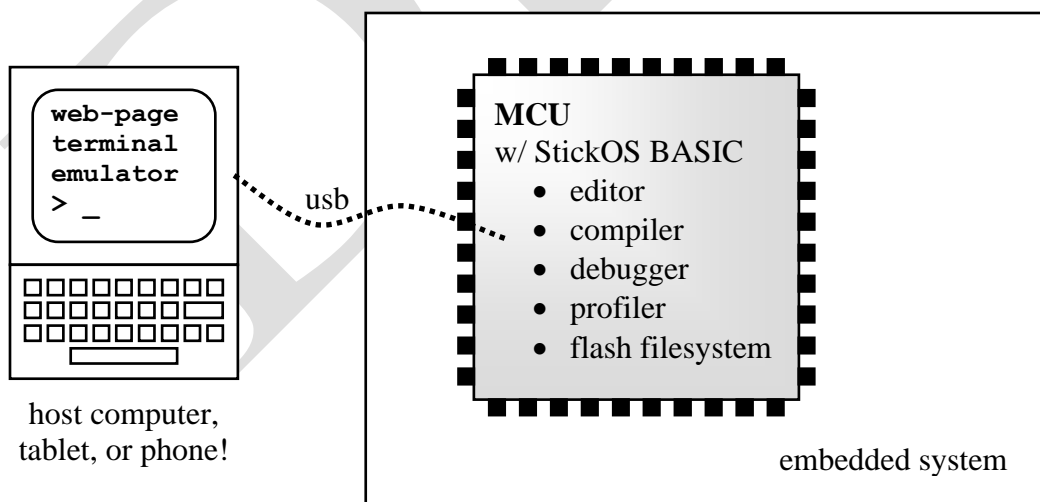 web-page
terminal
emulator
> _
usb
MCU
w/ StickOS BASIC
• editor
• compiler
• debugger
• profiler
• flash filesystem
host computer,
tablet, or phone!
embedded system